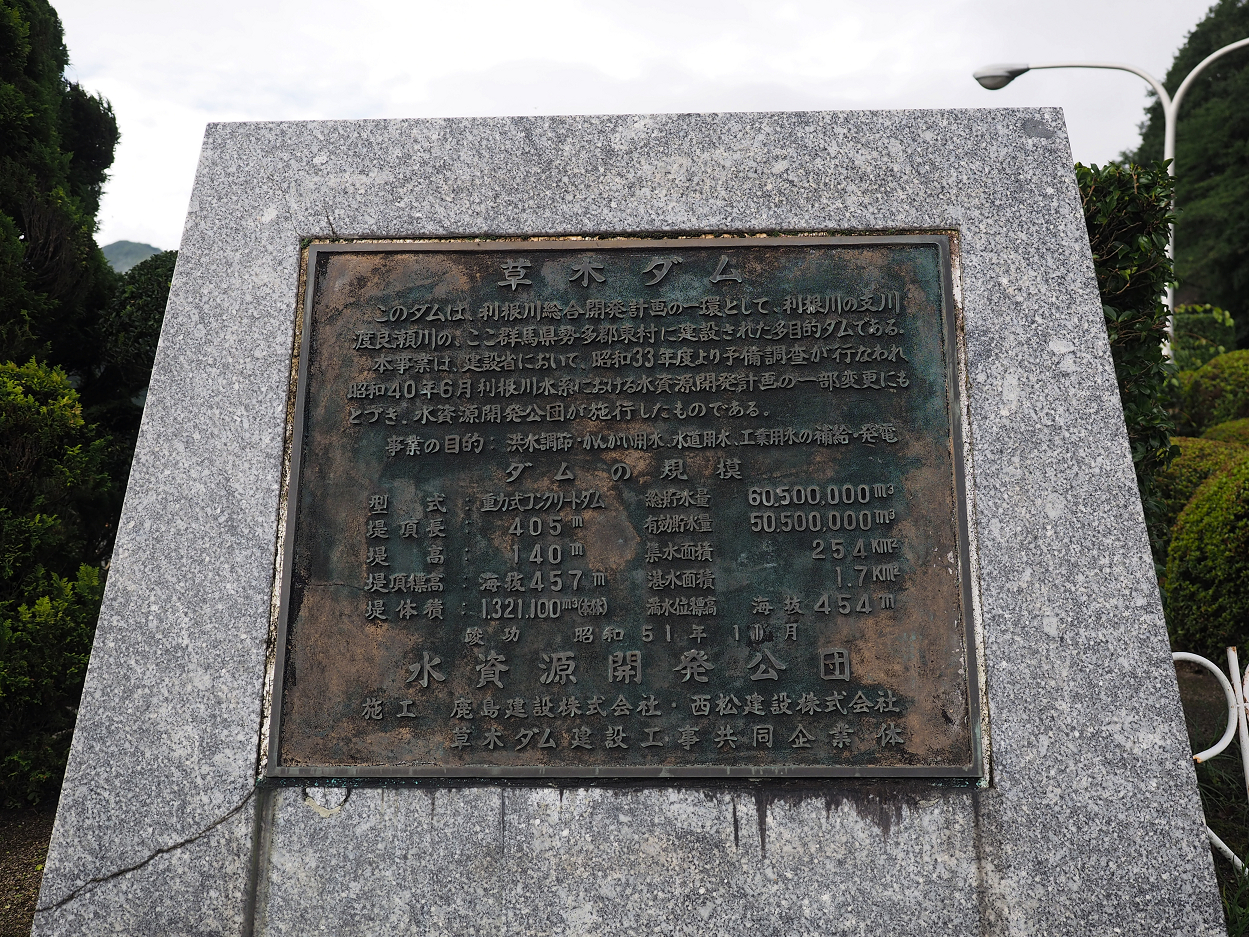 草木ダム
このダムは、利根川総合開発計画の一環として、利根川の支川
渡良瀬川の、ここ群馬県勢多郡東村に建設された多目的ダムである。
本事業は、建設省において、昭和33年度より予備調査が行なわれ
昭和40年6月利根川水系における水資源開発計画の一部変更にも
とづき、水資源開発公団が施行したものである。
事業の目的:洪水調節・かんがい用水、水道用水、工業用水の補給・発電
ダムの規模
型式:重力式コンクリートダム 総貯水量 60,500,000m³
堤頂長:405m 有効貯水量 50,500,000m³
堤高:140m 集水面積 254Km²
堤頂標高:海抜457m 湛水面積 1.7Km²
堤体積:1,321,100m³ 満水位標高 海抜454m
竣功 昭和51年10月
水資源開発公団
施工 鹿島建設株式会社・西松建設株式会社
草木ダム建設工事共同企業体